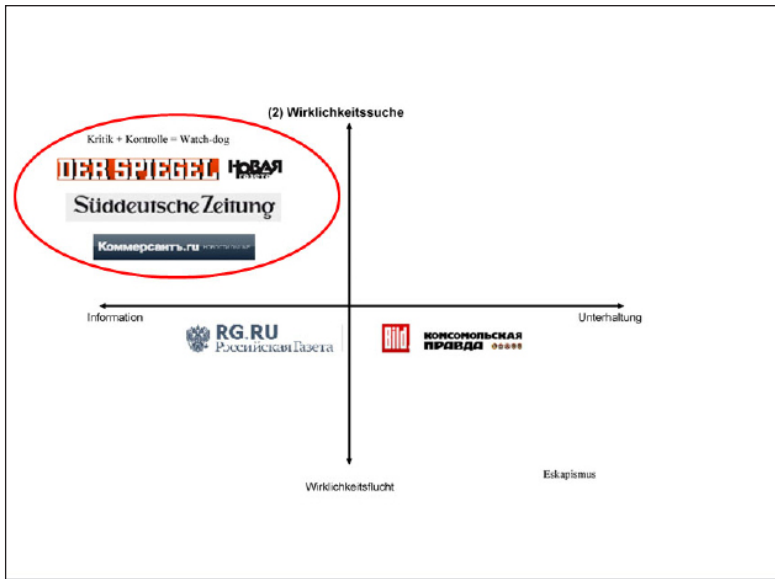 (2) Wirklichkeitssuche
Kritik + Kontrolle = Watch-dog
DER SPIEGEL НОВАЯ газета
Süddeutsche Zeitung
Коммерсантъ.ru
Information
Unterhaltung
RG.RU
Российская Газета
Bild
КОМСОМОЛЬСКАЯ
ПРАВДА
Eskapismus
Wirklichkeitsflucht